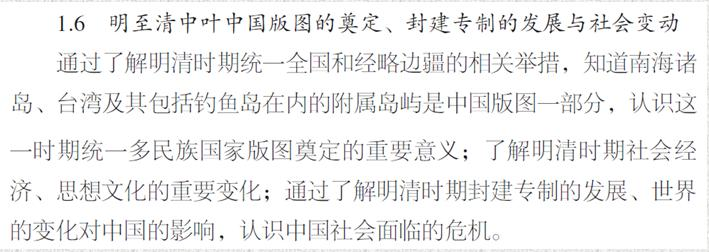 1.6 明至清中叶中国版图的奠定、封建专制的发展与社会变动
通过了解明清时期统一全国和经略边疆的相关举措，知道南海诸
岛、台湾及其包括钓鱼岛在内的附属岛屿是中国版图一部分，认识这
一时期统一多民族国家版图奠定的重要意义；了解明清时期社会经
济、思想文化的重要变化；通过了解明清时期封建专制的发展、世界
的变化对中国的影响，认识中国社会面临的危机。